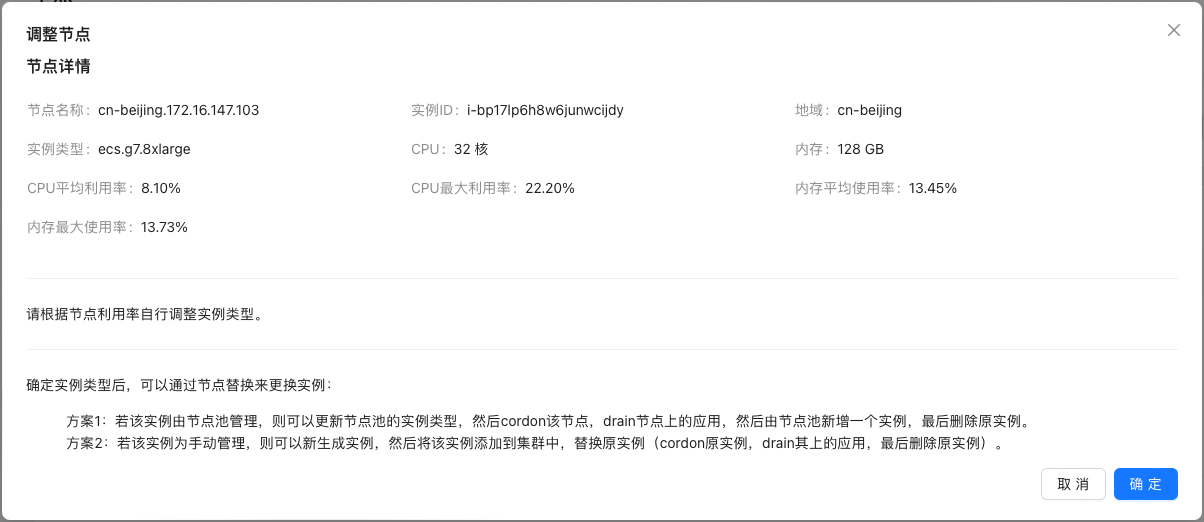 调整节点
节点详情
节点名称： cn-beijing.172.16.147.103 实例ID： i-bp17lp6h8w6junwcijdy 地域： cn-beijing
实例类型： ecs.g7.8xlarge CPU： 32 核 内存： 128 GB
CPU平均利用率： 8.10% CPU最大利用率： 22.20% 内存平均使用率： 13.45%
内存最大使用率： 13.73%
请根据节点利用率自行调整实例类型。
确定实例类型后，可以通过节点替换来更换实例：
方案1：若该实例由节点池管理，则可以更新节点池的实例类型，然后cordon该节点，drain节点上的应用，然后由节点池新增一个实例，最后删除原实例。
方案2：若该实例为手动管理，则可以新生成实例，然后将该实例添加到集群中，替换原实例（cordon原实例，drain其上的应用，最后删除原实例）。
取 消 确 定